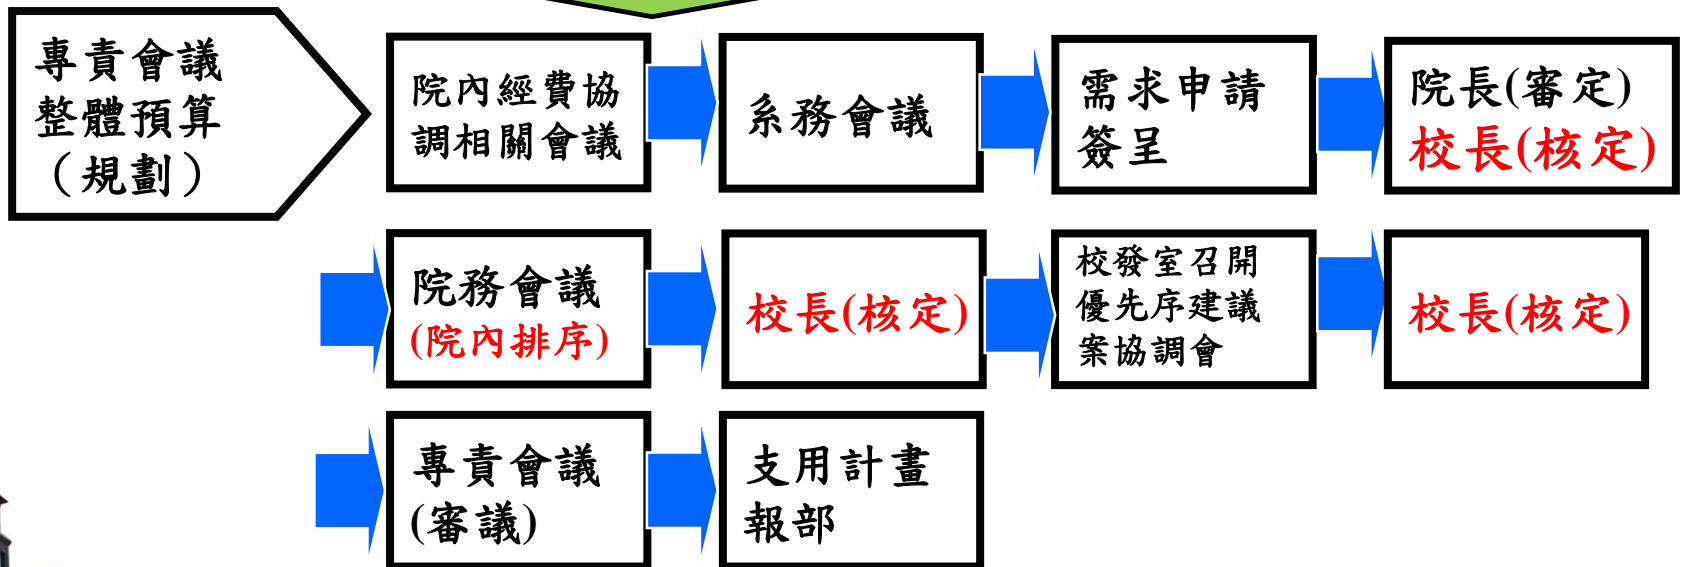 專責會議
整體預算
（規劃）
院內經費協
調相關會議
系務會議
需求申請
簽呈
院長(審定)
校長(核定)
院務會議
(院內排序)
校長(核定)
校發室召開
優先序建議
案協調會
校長(核定)
專責會議
(審議)
支用計畫
報部